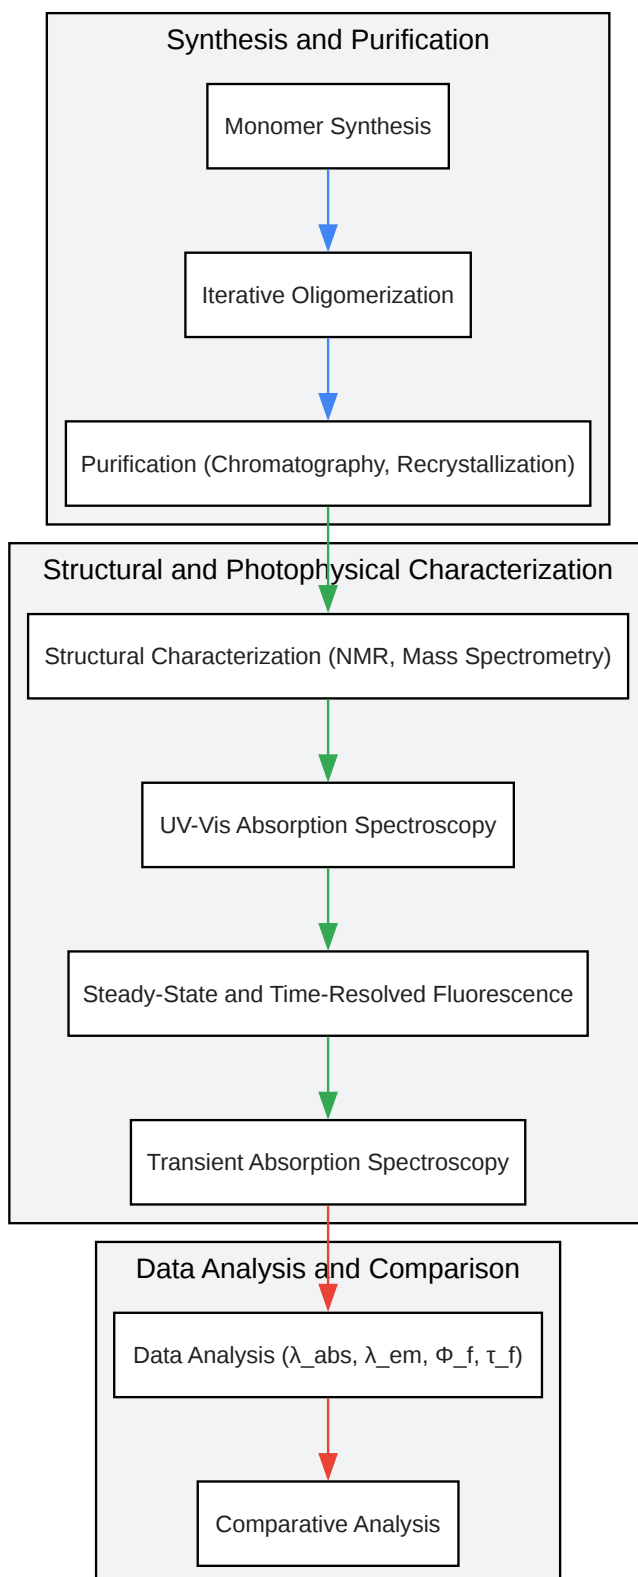 Synthesis and Purification
Monomer Synthesis
Iterative Oligomerization
Purification (Chromatography, Recrystallization)
Structural and Photophysical Characterization
Structural Characterization (NMR, Mass Spectrometry)
UV-Vis Absorption Spectroscopy
Steady-State and Time-Resolved Fluorescence
Transient Absorption Spectroscopy
Data Analysis and Comparison
Data Analysis (λ_abs, λ_em, Φ_f, τ_f)
Comparative Analysis